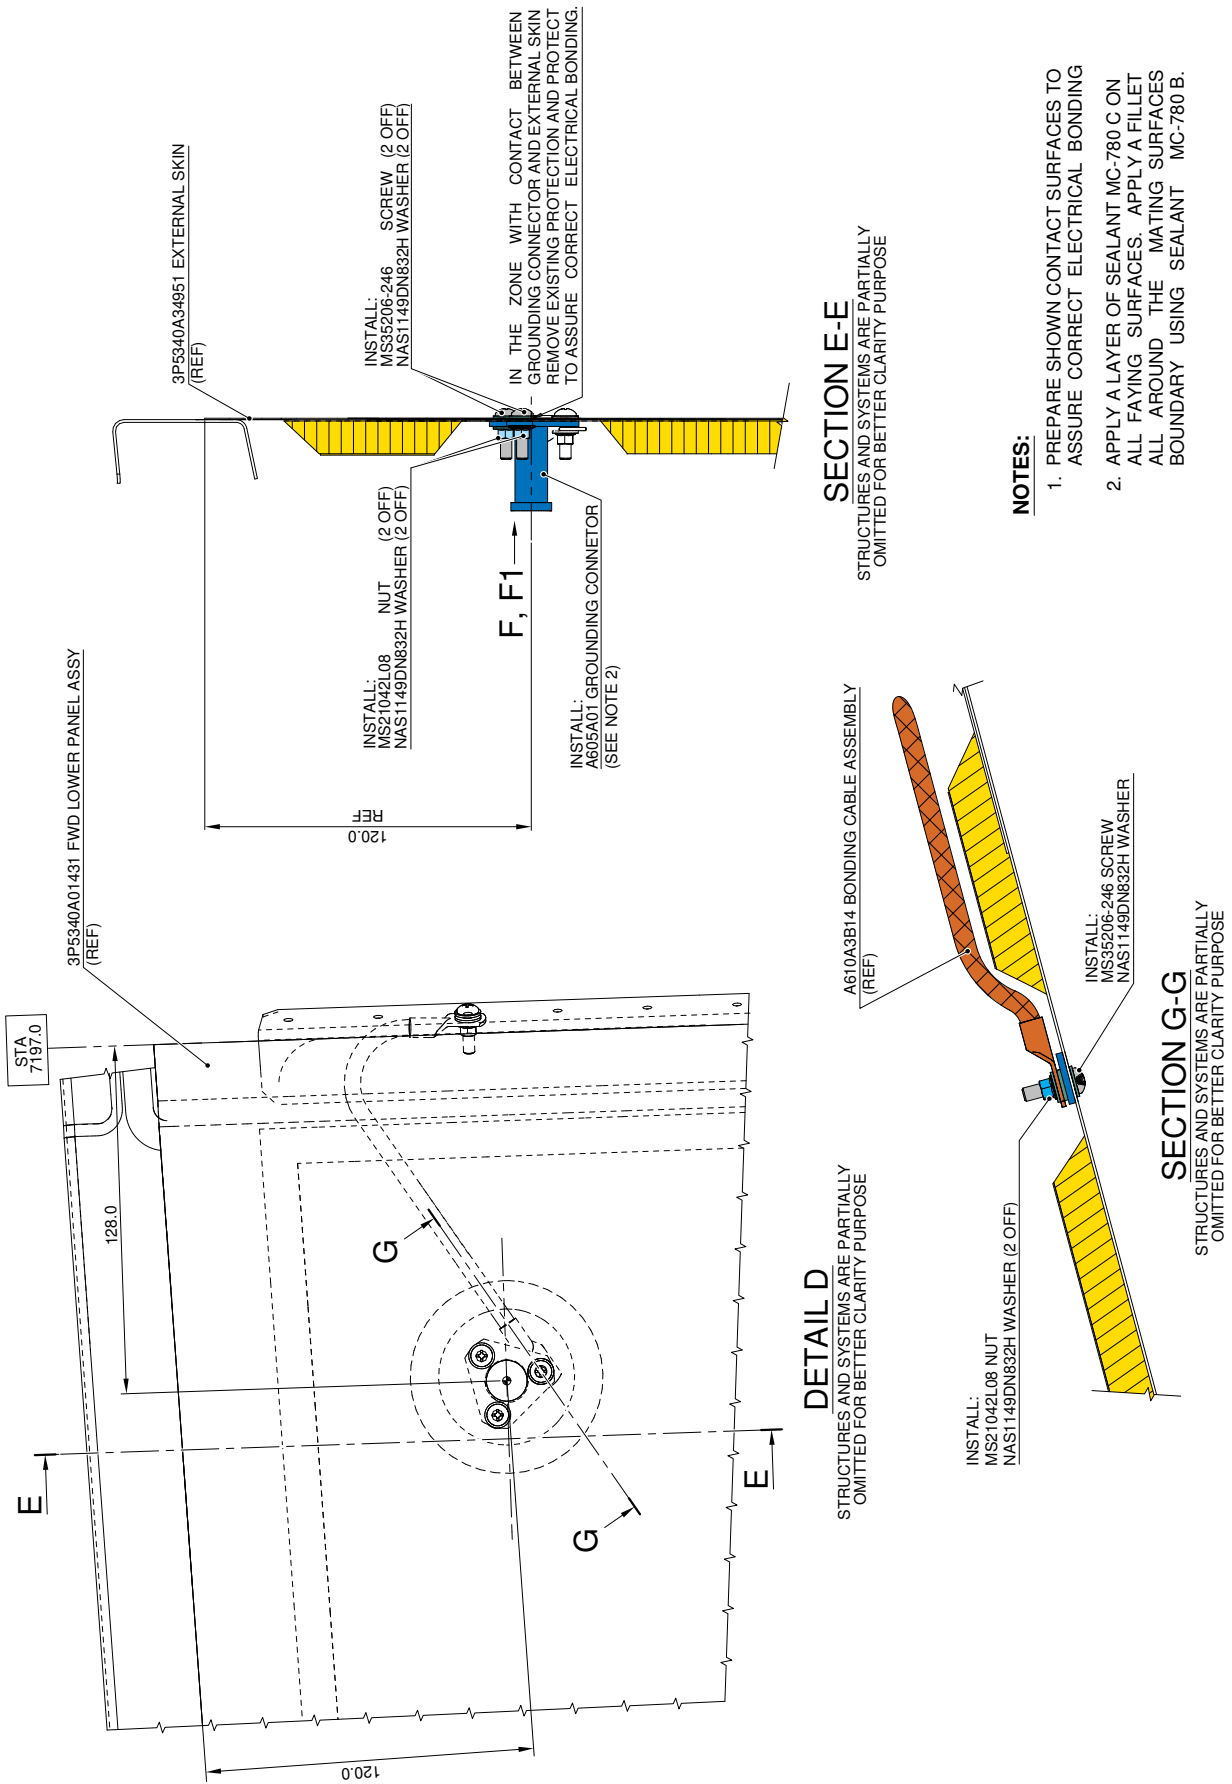 STA
7197.0
3P5340A01431 FWD LOWER PANEL ASSY
(REF)
128.0
120.0
E
E
G
G
DETAIL D
STRUCTURES AND SYSTEMS ARE PARTIALLY
OMITTED FOR BETTER CLARITY PURPOSE
3P5340A34951 EXTERNAL SKIN
(REF)
INSTALL:
MS35206-246 SCREW (2 OFF)
NAS1149DN832H WASHER (2 OFF)
IN THE ZONE WITH CONTACT BETWEEN
GROUNDING CONNECTOR AND EXTERNAL SKIN
REMOVE EXISTING PROTECTION AND PROTECT
TO ASSURE CORRECT ELECTRICAL BONDING.
INSTALL:
MS21042L08 NUT (2 OFF)
NAS1149DN832H WASHER (2 OFF)
F, F1
INSTALL:
A605A01 GROUNDING CONNETOR
(SEE NOTE 2)
120.0
REF
SECTION E-E
STRUCTURES AND SYSTEMS ARE PARTIALLY
OMITTED FOR BETTER CLARITY PURPOSE
A610A3B14 BONDING CABLE ASSEMBLY
(REF)
INSTALL:
MS35206-246 SCREW
NAS1149DN832H WASHER
INSTALL:
MS21042L08 NUT
NAS1149DN832H WASHER (2 OFF)
SECTION G-G
STRUCTURES AND SYSTEMS ARE PARTIALLY
OMITTED FOR BETTER CLARITY PURPOSE
NOTES:
1. PREPARE SHOWN CONTACT SURFACES TO
ASSURE CORRECT ELECTRICAL BONDING
2. APPLY A LAYER OF SEALANT MC-780 C ON
ALL FAYING SURFACES. APPLY A FILLET
ALL AROUND THE MATING SURFACES
BOUNDARY USING SEALANT MC-780 B.